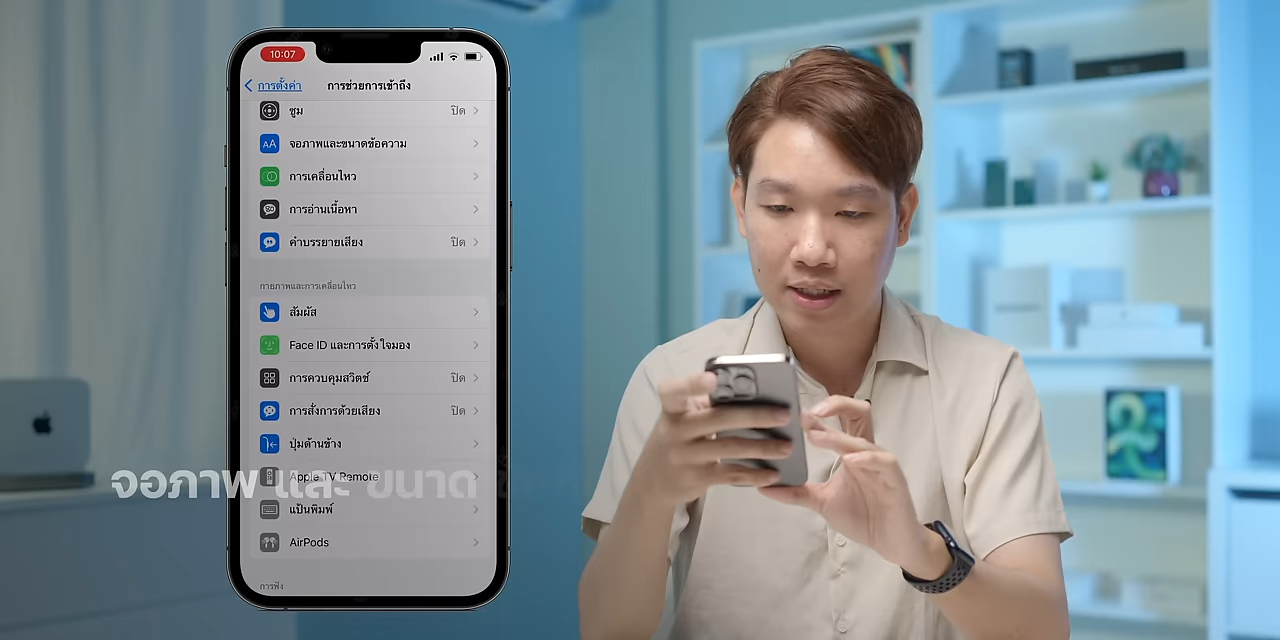 10:07
การตั้งค่า การช่วยการเข้าถึง
ซูม ปิด
AA จอภาพและขนาดข้อความ
การเคลื่อนไหว
การอ่านเนื้อหา
คำบรรยายเสียง ปิด
กายภาพและการเคลื่อนไหว
สัมผัส
Face ID และการตั้งใจมอง
การควบคุมสวิตช์ ปิด
การสั่งการด้วยเสียง ปิด
ปุ่มด้านข้าง
Apple TV Remote
จอภาพ และ ขนาด
แป้นพิมพ์
AirPods
การฟัง